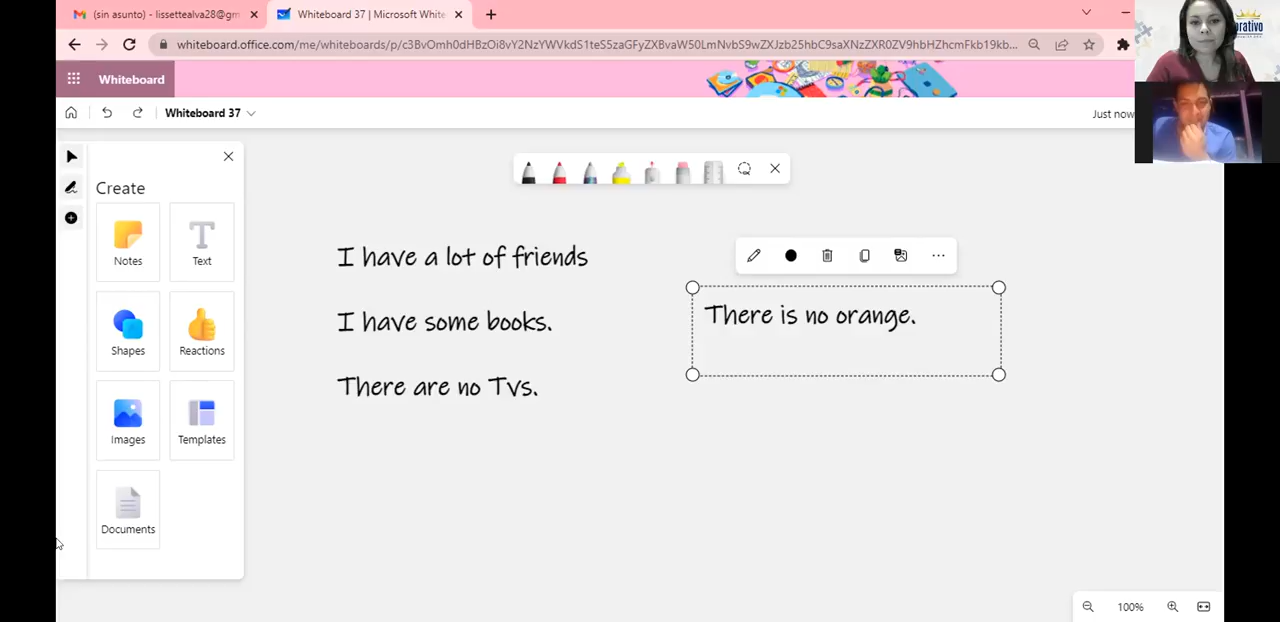 (sin asunto) - lissettealva28@gm
Whiteboard 37 | Microsoft White
whiteboard.office.com/me/whiteboards/p/
Whiteboard
Whiteboard 37
Just now
orativo
Create
Notes
Text
Shapes
Reactions
Images
Templates
Documents
I have a lot of friends
I have some books.
There are no Tvs.
There is no orange.
100%